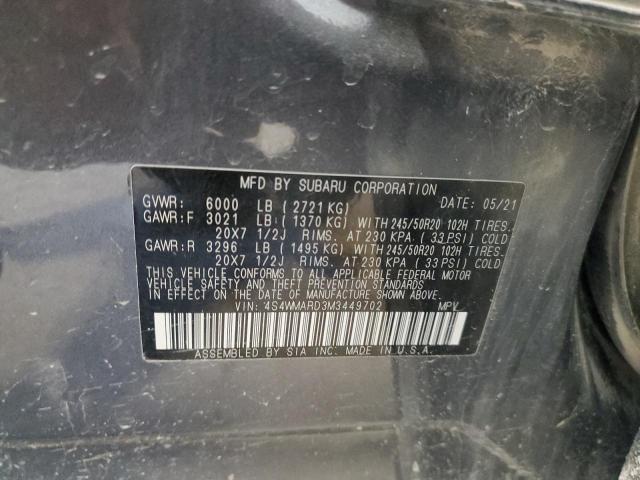 MFD BY SUBARU CORPORATION DATE: 05/21
GVWR: 6000 LB ( 2721 KG)
GAWR:F 3021 LB ( 1370 KG) WITH 245/50R20 102H TIRES.
20X7 1/2J RIMS. AT 230 KPA ( 33 PSI) COLD
GAWR:R 3296 LB ( 1495 KG) WITH 245/50R20 102H TIRES.
20X7 1/2J RIMS. AT 230 KPA ( 33 PSI) COLD
THIS VEHICLE CONFORMS TO ALL APPLICABLE FEDERAL MOTOR
VEHICLE SAFETY AND THEFT PREVENTION STANDARDS
IN EFFECT ON THE DATE OF MANUFACTURE SHOWN ABOVE.
VIN: 4S4WMARD3M3449702 MPV
ASSEMBLED BY SIA INC. MADE IN U.S.A.